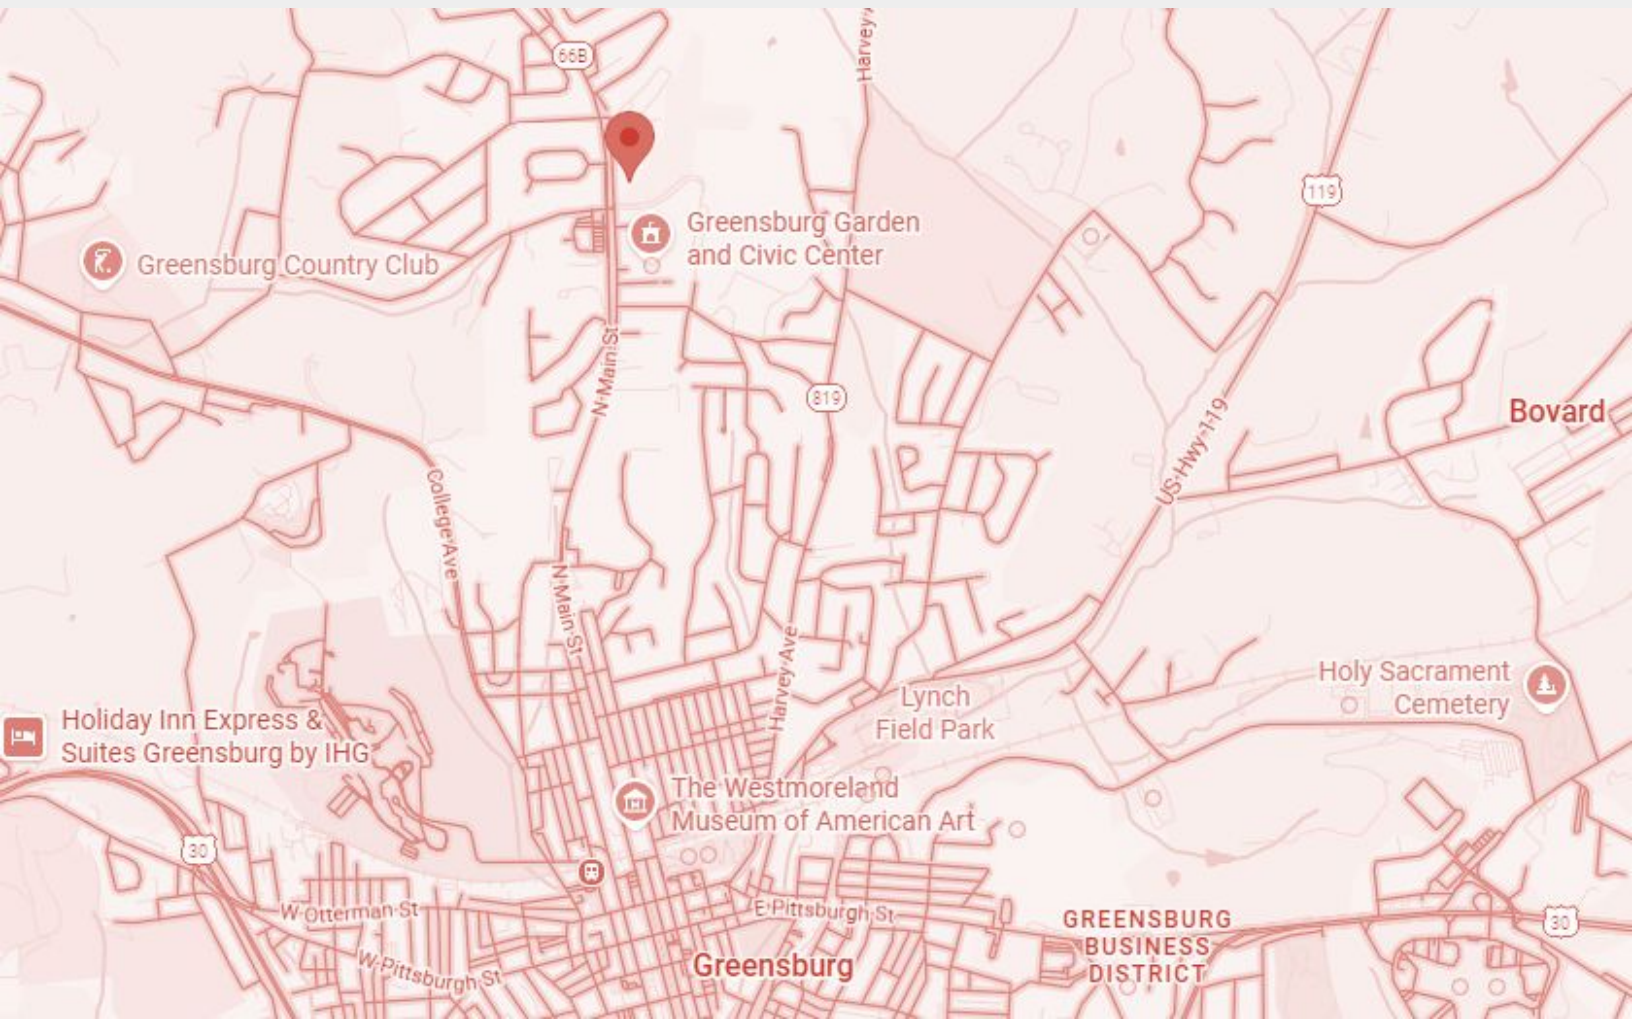 66B
Harvey
119
Greensburg Garden
and Civic Center
Greensburg Country Club
N Main St
819
US Hwy 119
Bovard
College Ave
N Main St
Harvey Ave
Lynch
Field Park
Holy Sacrament
Cemetery
Holiday Inn Express &
Suites Greensburg by IHG
The Westmoreland
Museum of American Art
30
W Otterman St
E Pittsburgh St
GREENSBURG
BUSINESS
DISTRICT
30
W Pittsburgh St
Greensburg